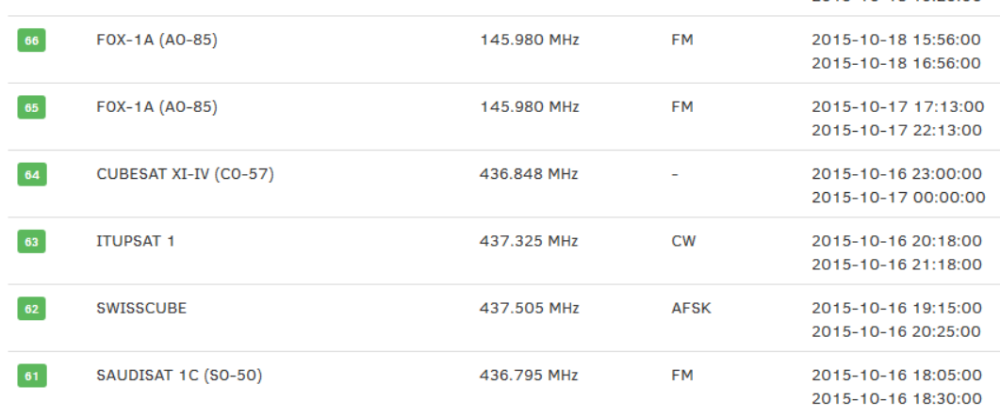 66 FOX-1A (AO-85) 145.980 MHz FM 2015-10-18 15:56:00
2015-10-18 16:56:00
65 FOX-1A (AO-85) 145.980 MHz FM 2015-10-17 17:13:00
2015-10-17 22:13:00
64 CUBESAT XI-IV (CO-57) 436.848 MHz - 2015-10-16 23:00:00
2015-10-17 00:00:00
63 ITUPSAT 1 437.325 MHz CW 2015-10-16 20:18:00
2015-10-16 21:18:00
62 SWISSCUBE 437.505 MHz AFSK 2015-10-16 19:15:00
2015-10-16 20:25:00
61 SAUDISAT 1C (SO-50) 436.795 MHz FM 2015-10-16 18:05:00
2015-10-16 18:30:00